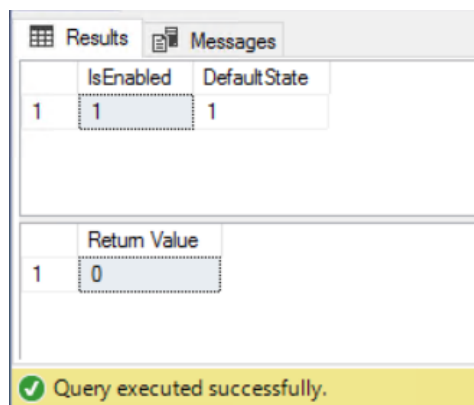 Results Messages
IsEnabled DefaultState
1 1 1
Return Value
1 0
Query executed successfully.